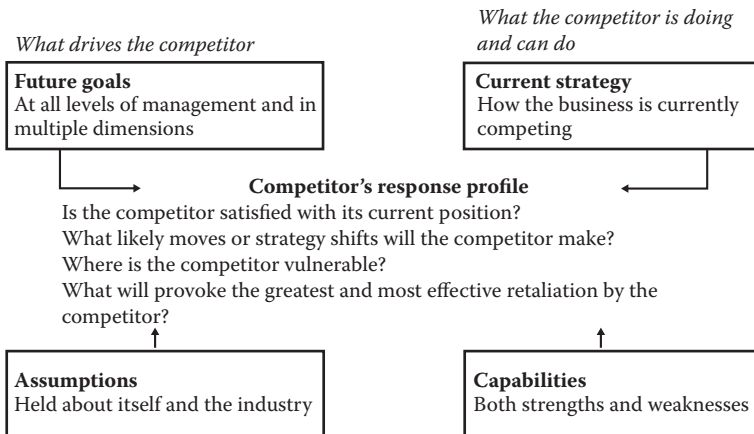 What drives the competitor
What the competitor is doing
and can do
Future goals
At all levels of management and in
multiple dimensions
Current strategy
How the business is currently
competing
Competitor’s response profile
Is the competitor satisfied with its current position?
What likely moves or strategy shifts will the competitor make?
Where is the competitor vulnerable?
What will provoke the greatest and most effective retaliation by the
competitor?
Assumptions
Held about itself and the industry
Capabilities
Both strengths and weaknesses